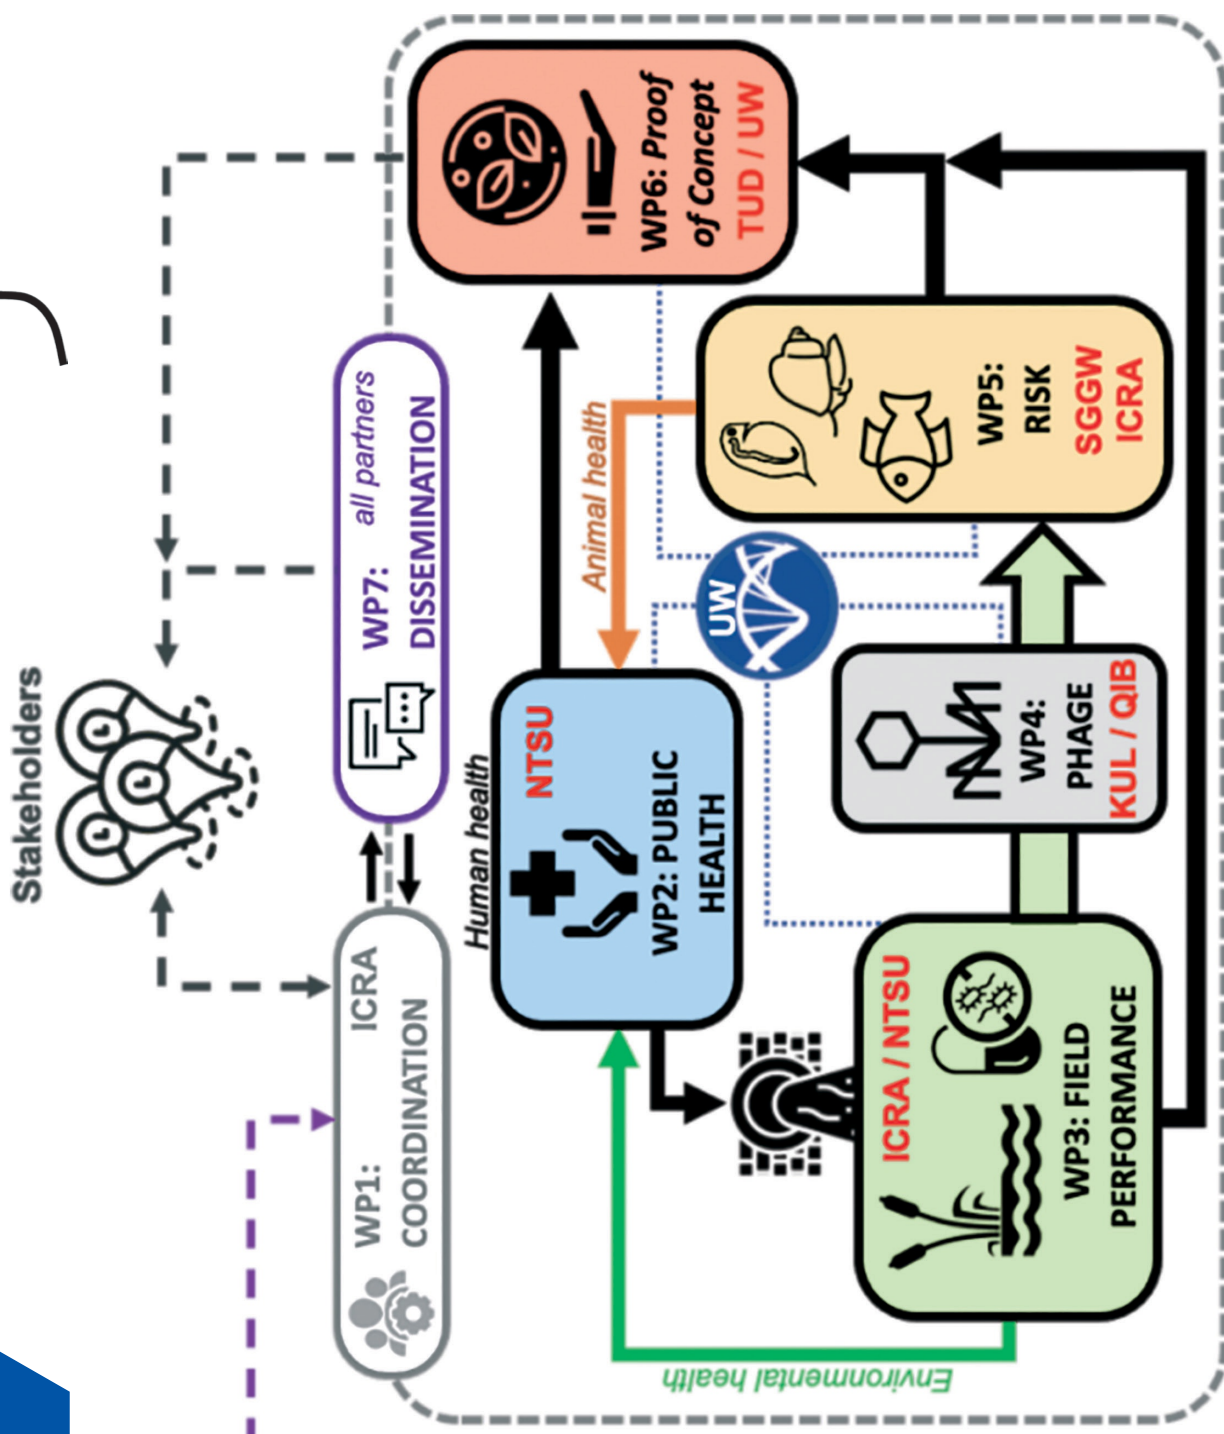 Stakeholders
WP1:
ICRA
COORDINATION
WP7:
all partners
DISSEMINATION
Human health
NTSU
WP2: PUBLIC
HEALTH
Animal health
WP6: Proof
of Concept
TUD / UW
UW
Environmental health
ICRA / NTSU
WP3: FIELD
PERFORMANCE
WP4:
PHAGE
KUL / QIB
WP5:
RISK
SGGW
ICRA